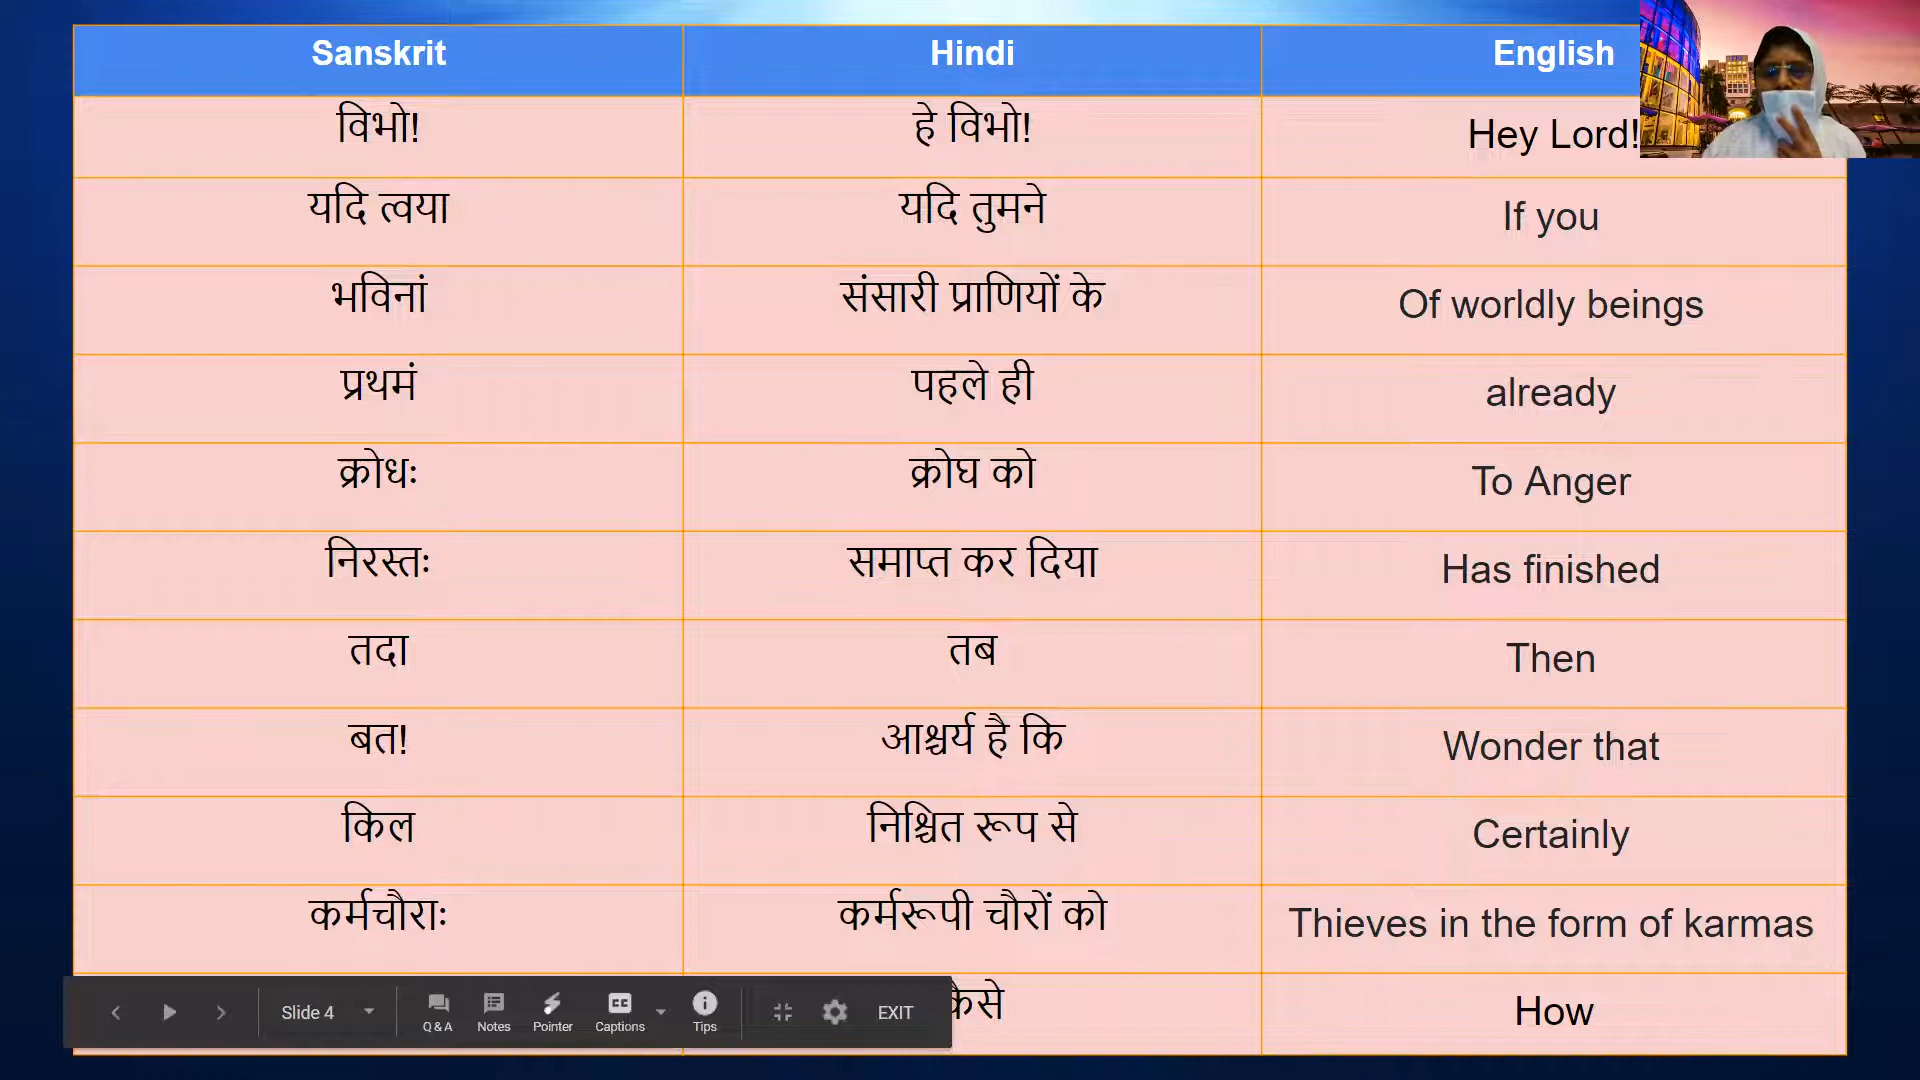 Sanskrit Hindi English
विभो! हे विभो! Hey Lord!
यदि त्वया यदि तुमने If you
भविनां संसारी प्राणियों के Of worldly beings
प्रथमं पहले ही already
क्रोधः क्रोघ को To Anger
निरस्तः समाप्त कर दिया Has finished
तदा तब Then
बत! आश्चर्य है कि Wonder that
किल निश्चित रूप से Certainly
कर्मचौराः कर्मरूपी चौरों को Thieves in the form of karmas
कैसे How
Slide 4 Q & A Notes Pointer Captions Tips EXIT